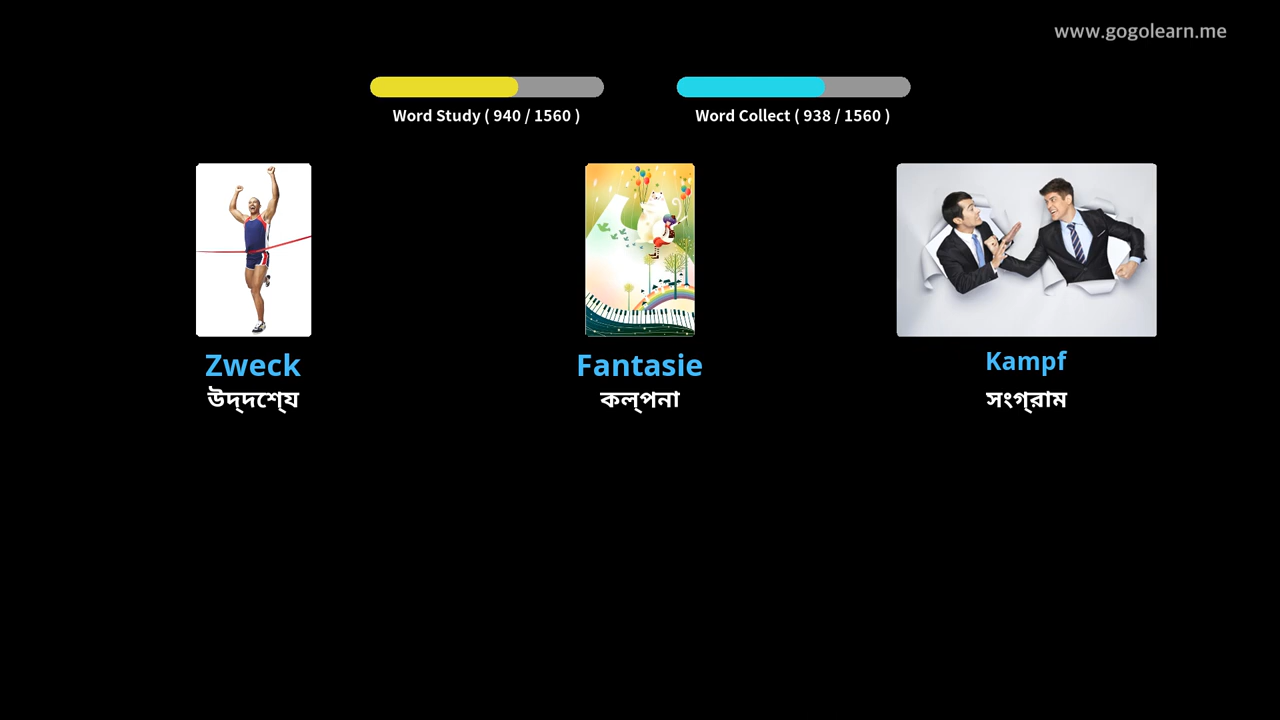 www.gogolearn.me
Word Study ( 940 / 1560 )
Word Collect ( 938 / 1560 )
Zweck
উদ্দেশ্য
Fantasie
কল্পনা
Kampf
সংগ্রাম